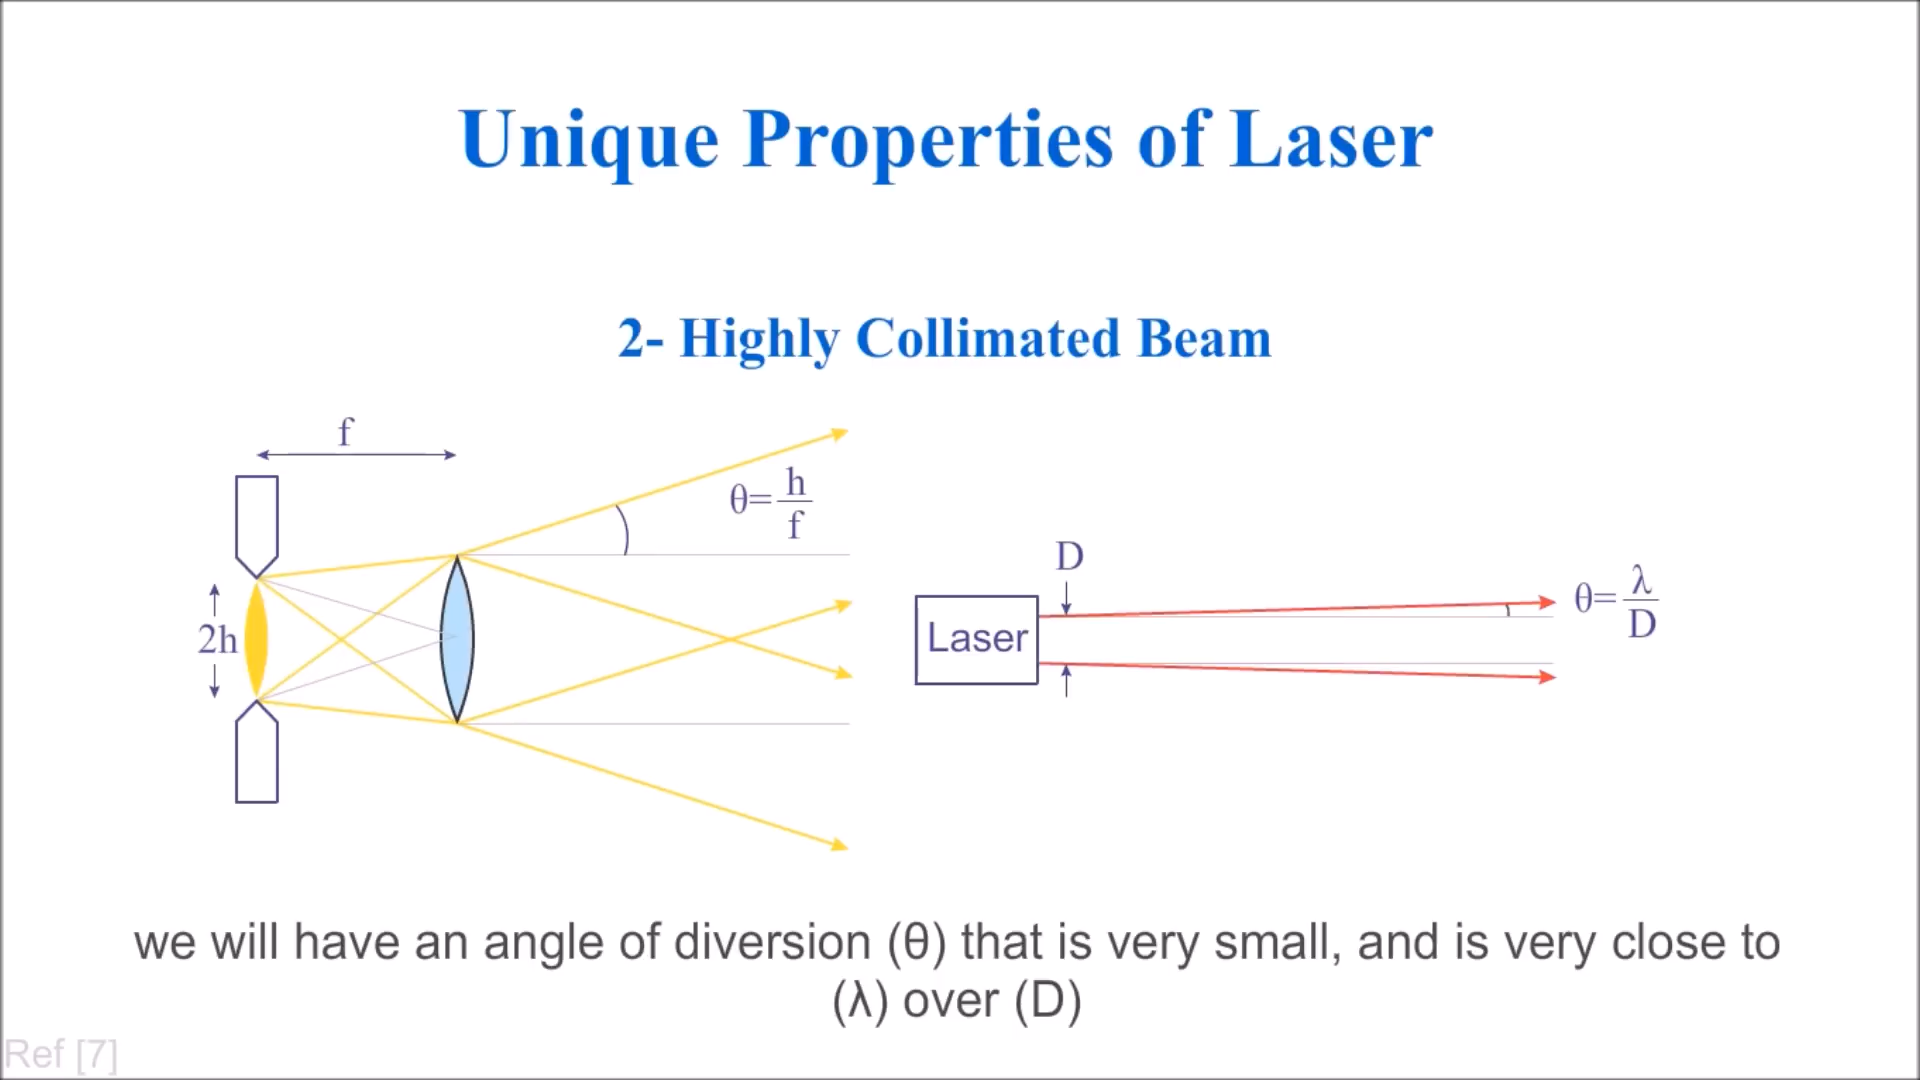 Unique Properties of Laser
2- Highly Collimated Beam
f
θ=h/f
2h
D
Laser
θ=λ/D
we will have an angle of diversion (θ) that is very small, and is very close to
(λ) over (D)
Ref [7]